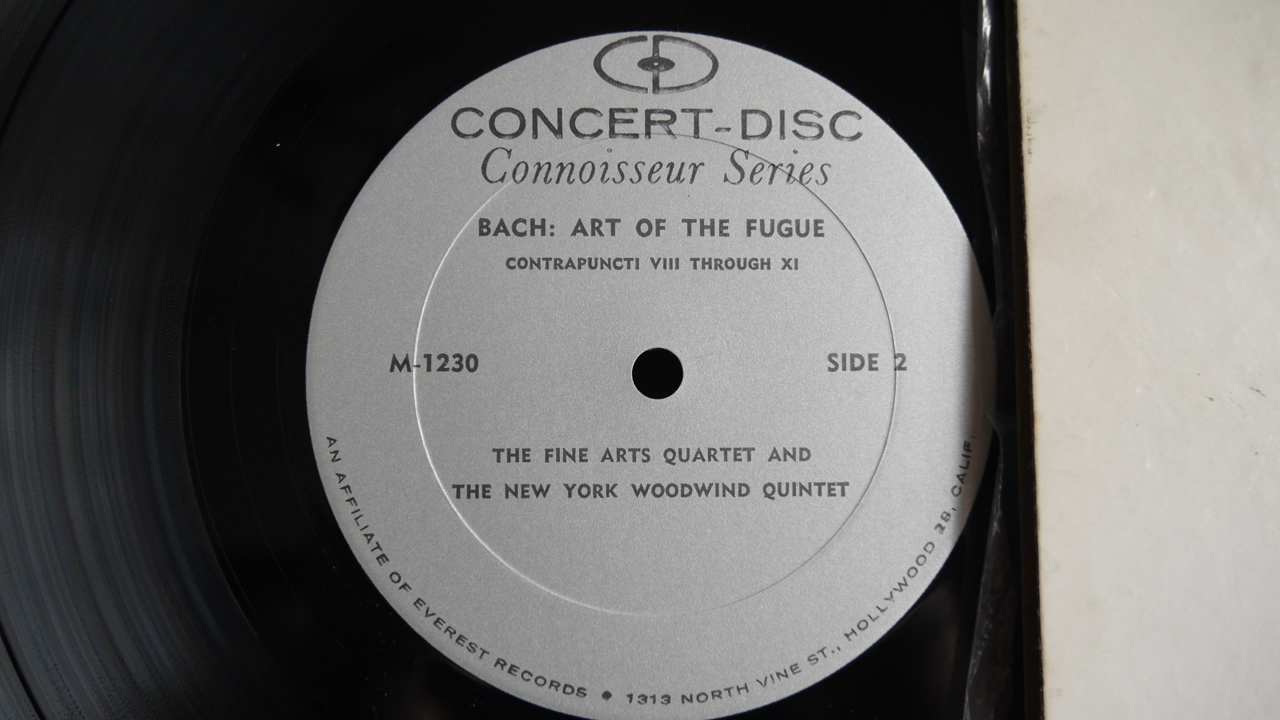 CD
CONCERT-DISC
Connoisseur Series
BACH: ART OF THE FUGUE
CONTRAPUNCTI VIII THROUGH XI
M-1230
SIDE 2
THE FINE ARTS QUARTET AND
THE NEW YORK WOODWIND QUINTET
AN AFFILIATE OF EVEREST RECORDS • 1313 NORTH VINE ST., HOLLYWOOD 28, CALIF.